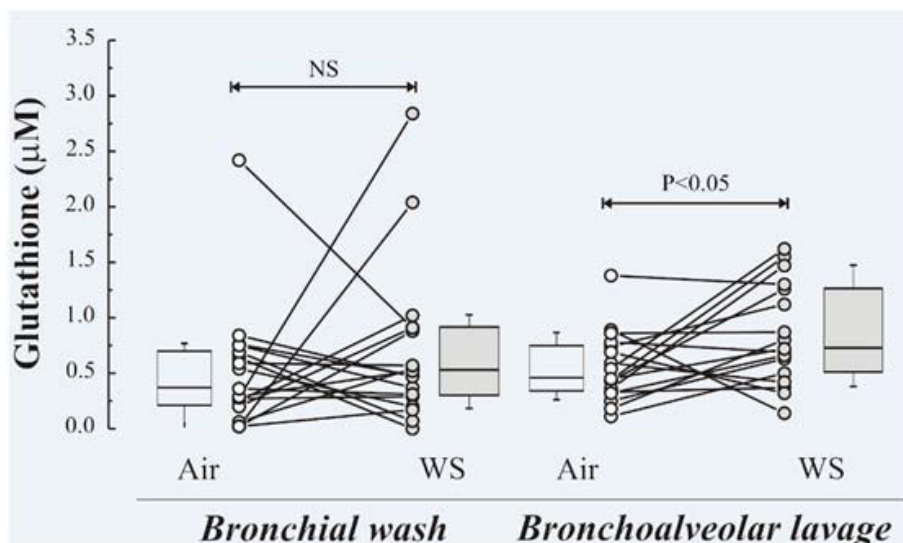 Glutathione (µM)
3.5
3.0
2.5
2.0
1.5
1.0
0.5
0.0
NS
P<0.05
Air
WS
Air
WS
Bronchial wash
Bronchoalveolar lavage